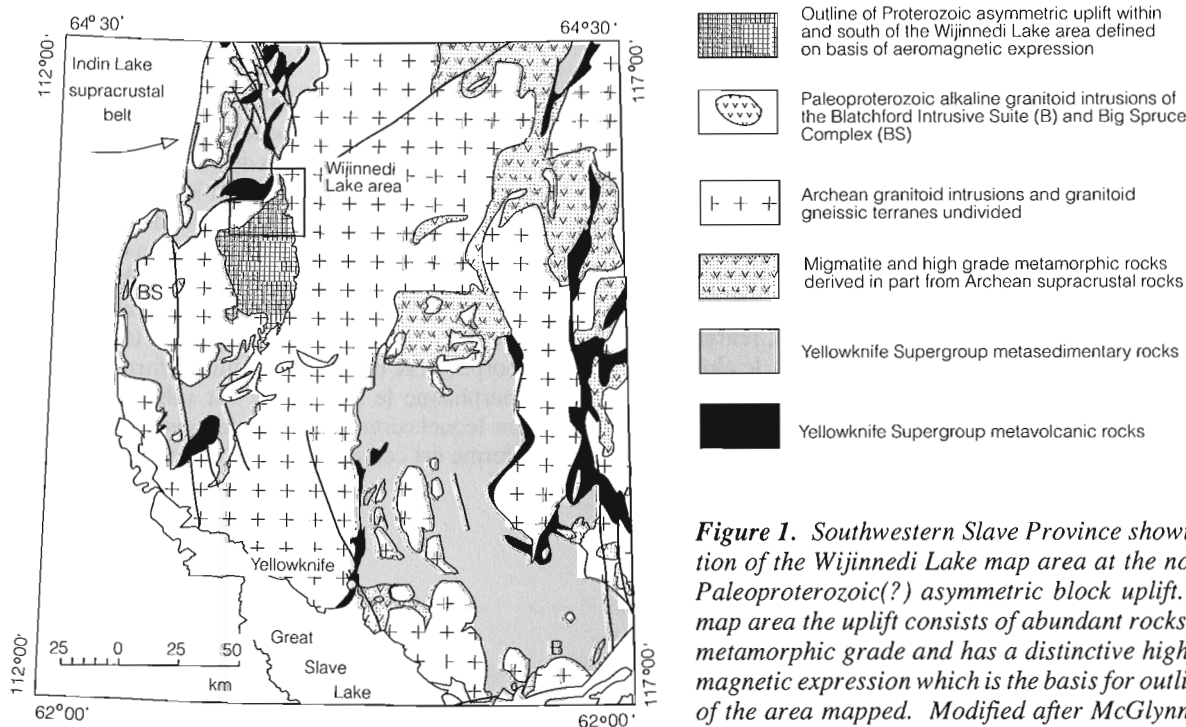 64°30'
64°30'
112°00'
117°00'
Indin Lake
supracrustal
belt
Wijinnedi
Lake area
BS
Yellowknife
Great
Slave
Lake
B
25 0 25 50
km
112°00'
117°00'
62°00'
62°00'
Outline of Proterozoic asymmetric uplift within
and south of the Wijinnedi Lake area defined
on basis of aeromagnetic expression
Paleoproterozoic alkaline granitoid intrusions of
the Blatchford Intrusive Suite (B) and Big Spruce
Complex (BS)
Archean granitoid intrusions and granitoid
gneissic terranes undivided
Migmatite and high grade metamorphic rocks
derived in part from Archean supracrustal rocks
Yellowknife Supergroup metasedimentary rocks
Yellowknife Supergroup metavolcanic rocks
Figure 1. Southwestern Slave Province showi
tion of the Wijinnedi Lake map area at the no
Paleoproterozoic(?) asymmetric block uplift.
map area the uplift consists of abundant rocks
metamorphic grade and has a distinctive high
magnetic expression which is the basis for outli
of the area mapped. Modified after McGlynn